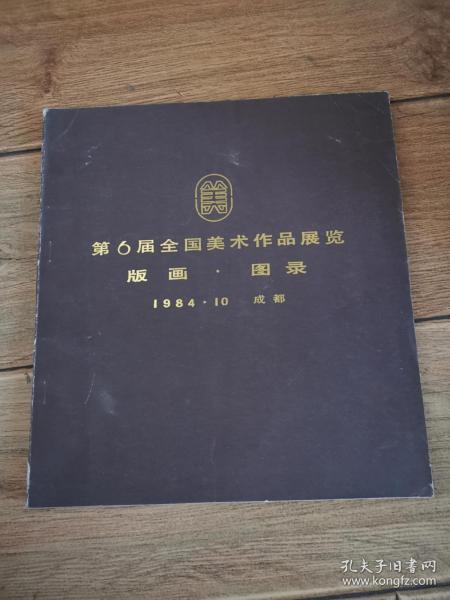 美
第6届全国美术作品展览
版画·图录
1984·10 成都
孔夫子旧书网
www.kongfz.com